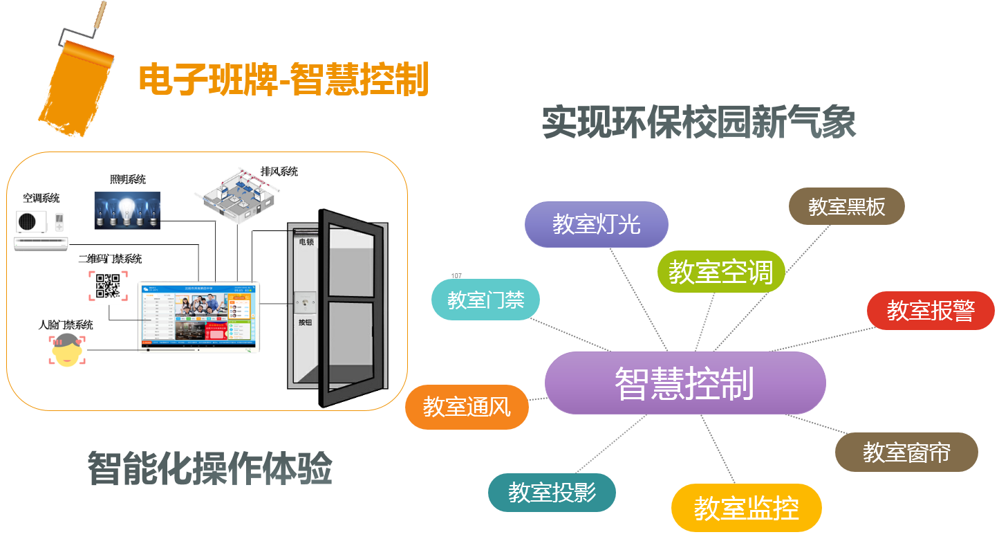 电子班牌-智慧控制
实现环保校园新气象
排风系统
照明系统
空调系统
二维码门禁系统
人脸门禁系统
电锁
按钮
智能化操作体验
教室黑板
教室灯光
教室空调
107
教室门禁
教室报警
智慧控制
教室通风
教室窗帘
教室投影
教室监控